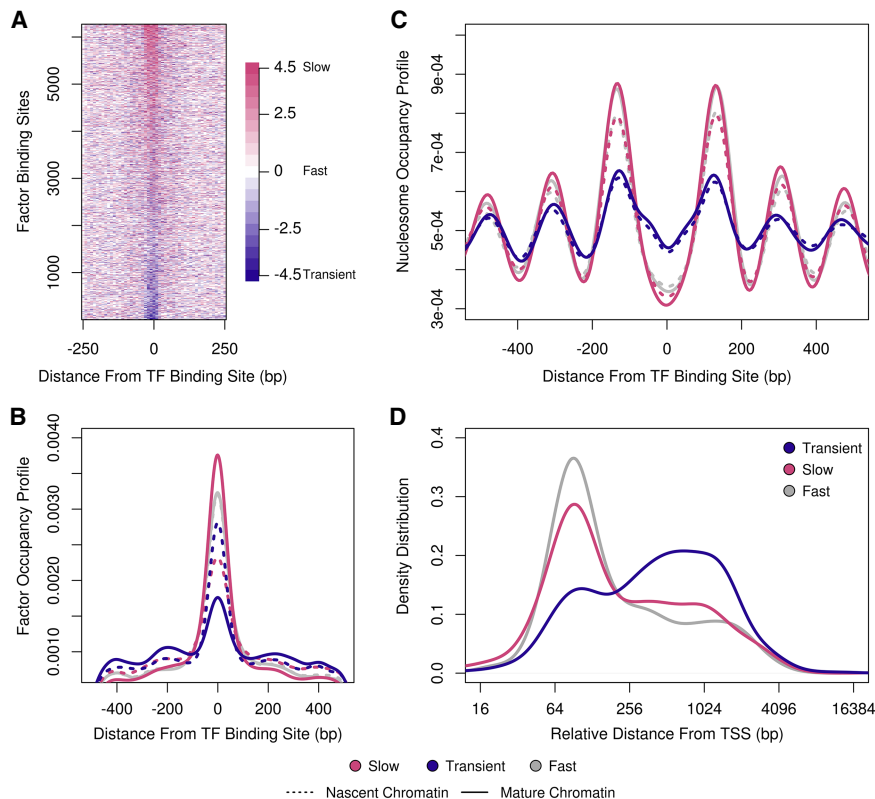 A
Factor Binding Sites
5000
3000
1000
-250
0
250
Distance From TF Binding Site (bp)
4.5 Slow
2.5
0 Fast
-2.5
-4.5 Transient
C
Nucleosome Occupancy Profile
9e-04
7e-04
5e-04
3e-04
-400
-200
0
200
400
Distance From TF Binding Site (bp)
B
Factor Occupancy Profile
0.0040
0.0030
0.0020
0.0010
-400
-200
0
200
400
Distance From TF Binding Site (bp)
D
Density Distribution
0.4
0.3
0.2
0.1
0.0
Transient
Slow
Fast
16
64
256
1024
4096
16384
Relative Distance From TSS (bp)
Slow Transient Fast
Nascent Chromatin Mature Chromatin